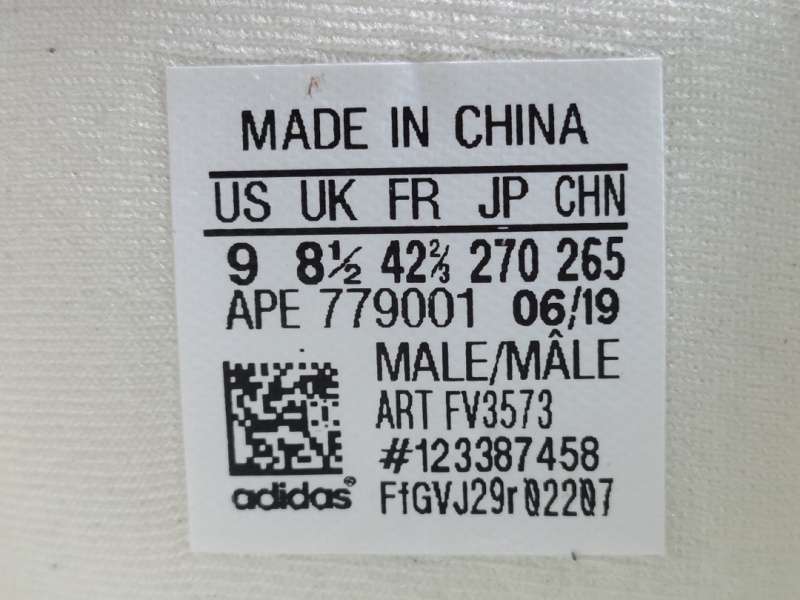 MADE IN CHINA
US UK FR JP CHN
9 8½ 42⅔ 270 265
APE 779001 06/19
MALE/MÂLE
ART FV3573
#123387458
adidas® FfGVJ29r02207